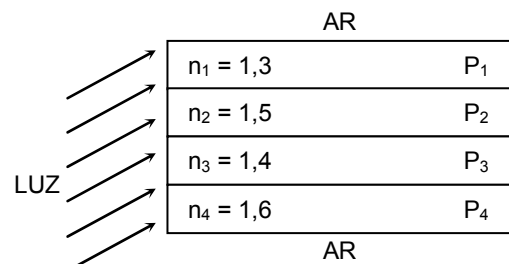 AR
n₁ = 1,3 P₁
n₂ = 1,5 P₂
n₃ = 1,4 P₃
LUZ
n₄ = 1,6 P₄
AR